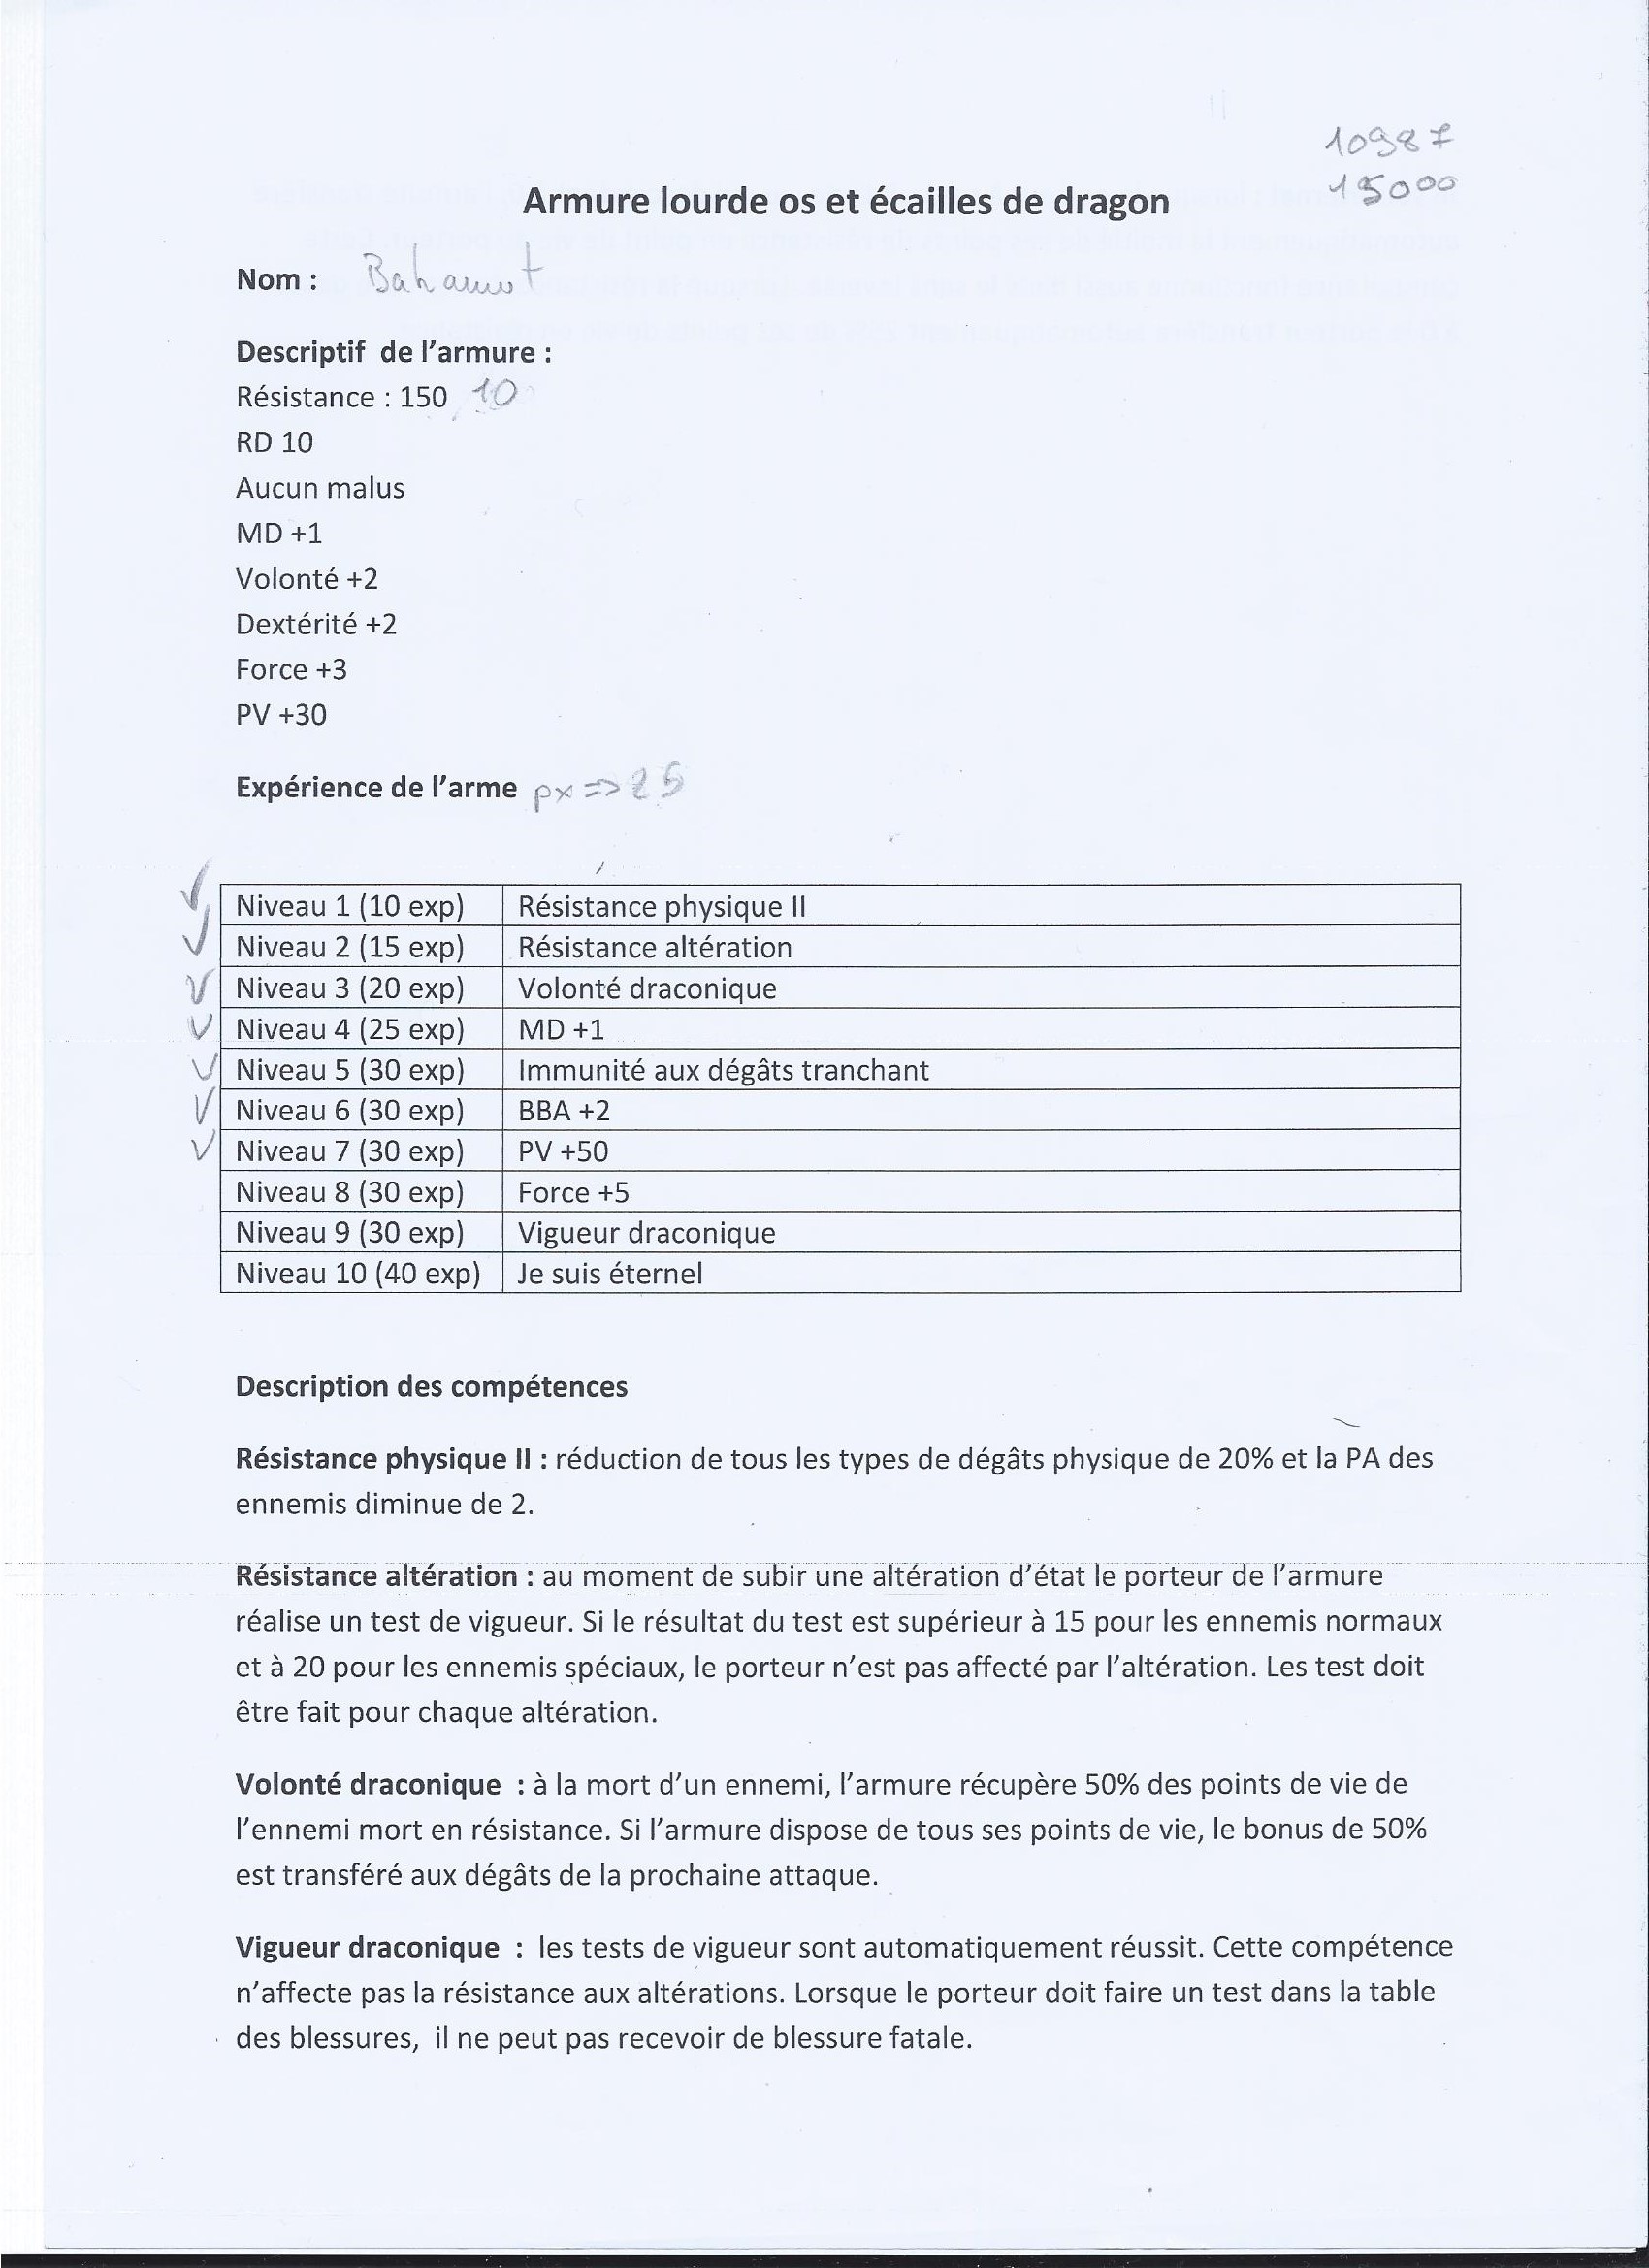 10987
15000
Armure lourde os et écailles de dragon
Nom : Bahamut
Descriptif de l'armure :
Résistance : 150 10
RD 10
Aucun malus
MD +1
Volonté +2
Dextérité +2
Force +3
PV +30
Expérience de l'arme px => 25
Niveau 1 (10 exp) Résistance physique II
Niveau 2 (15 exp) Résistance altération
Niveau 3 (20 exp) Volonté draconique
Niveau 4 (25 exp) MD +1
Niveau 5 (30 exp) Immunité aux dégâts tranchant
Niveau 6 (30 exp) BBA +2
Niveau 7 (30 exp) PV +50
Niveau 8 (30 exp) Force +5
Niveau 9 (30 exp) Vigueur draconique
Niveau 10 (40 exp) Je suis éternel
Description des compétences
Résistance physique II : réduction de tous les types de dégâts physique de 20% et la PA des
ennemis diminue de 2.
Résistance altération : au moment de subir une altération d'état le porteur de l'armure
réalise un test de vigueur. Si le résultat du test est supérieur à 15 pour les ennemis normaux
et à 20 pour les ennemis spéciaux, le porteur n'est pas affecté par l'altération. Les test doit
être fait pour chaque altération.
Volonté draconique : à la mort d'un ennemi, l'armure récupère 50% des points de vie de
l'ennemi mort en résistance. Si l'armure dispose de tous ses points de vie, le bonus de 50%
est transféré aux dégâts de la prochaine attaque.
Vigueur draconique : les tests de vigueur sont automatiquement réussit. Cette compétence
n'affecte pas la résistance aux altérations. Lorsque le porteur doit faire un test dans la table
des blessures, il ne peut pas recevoir de blessure fatale.